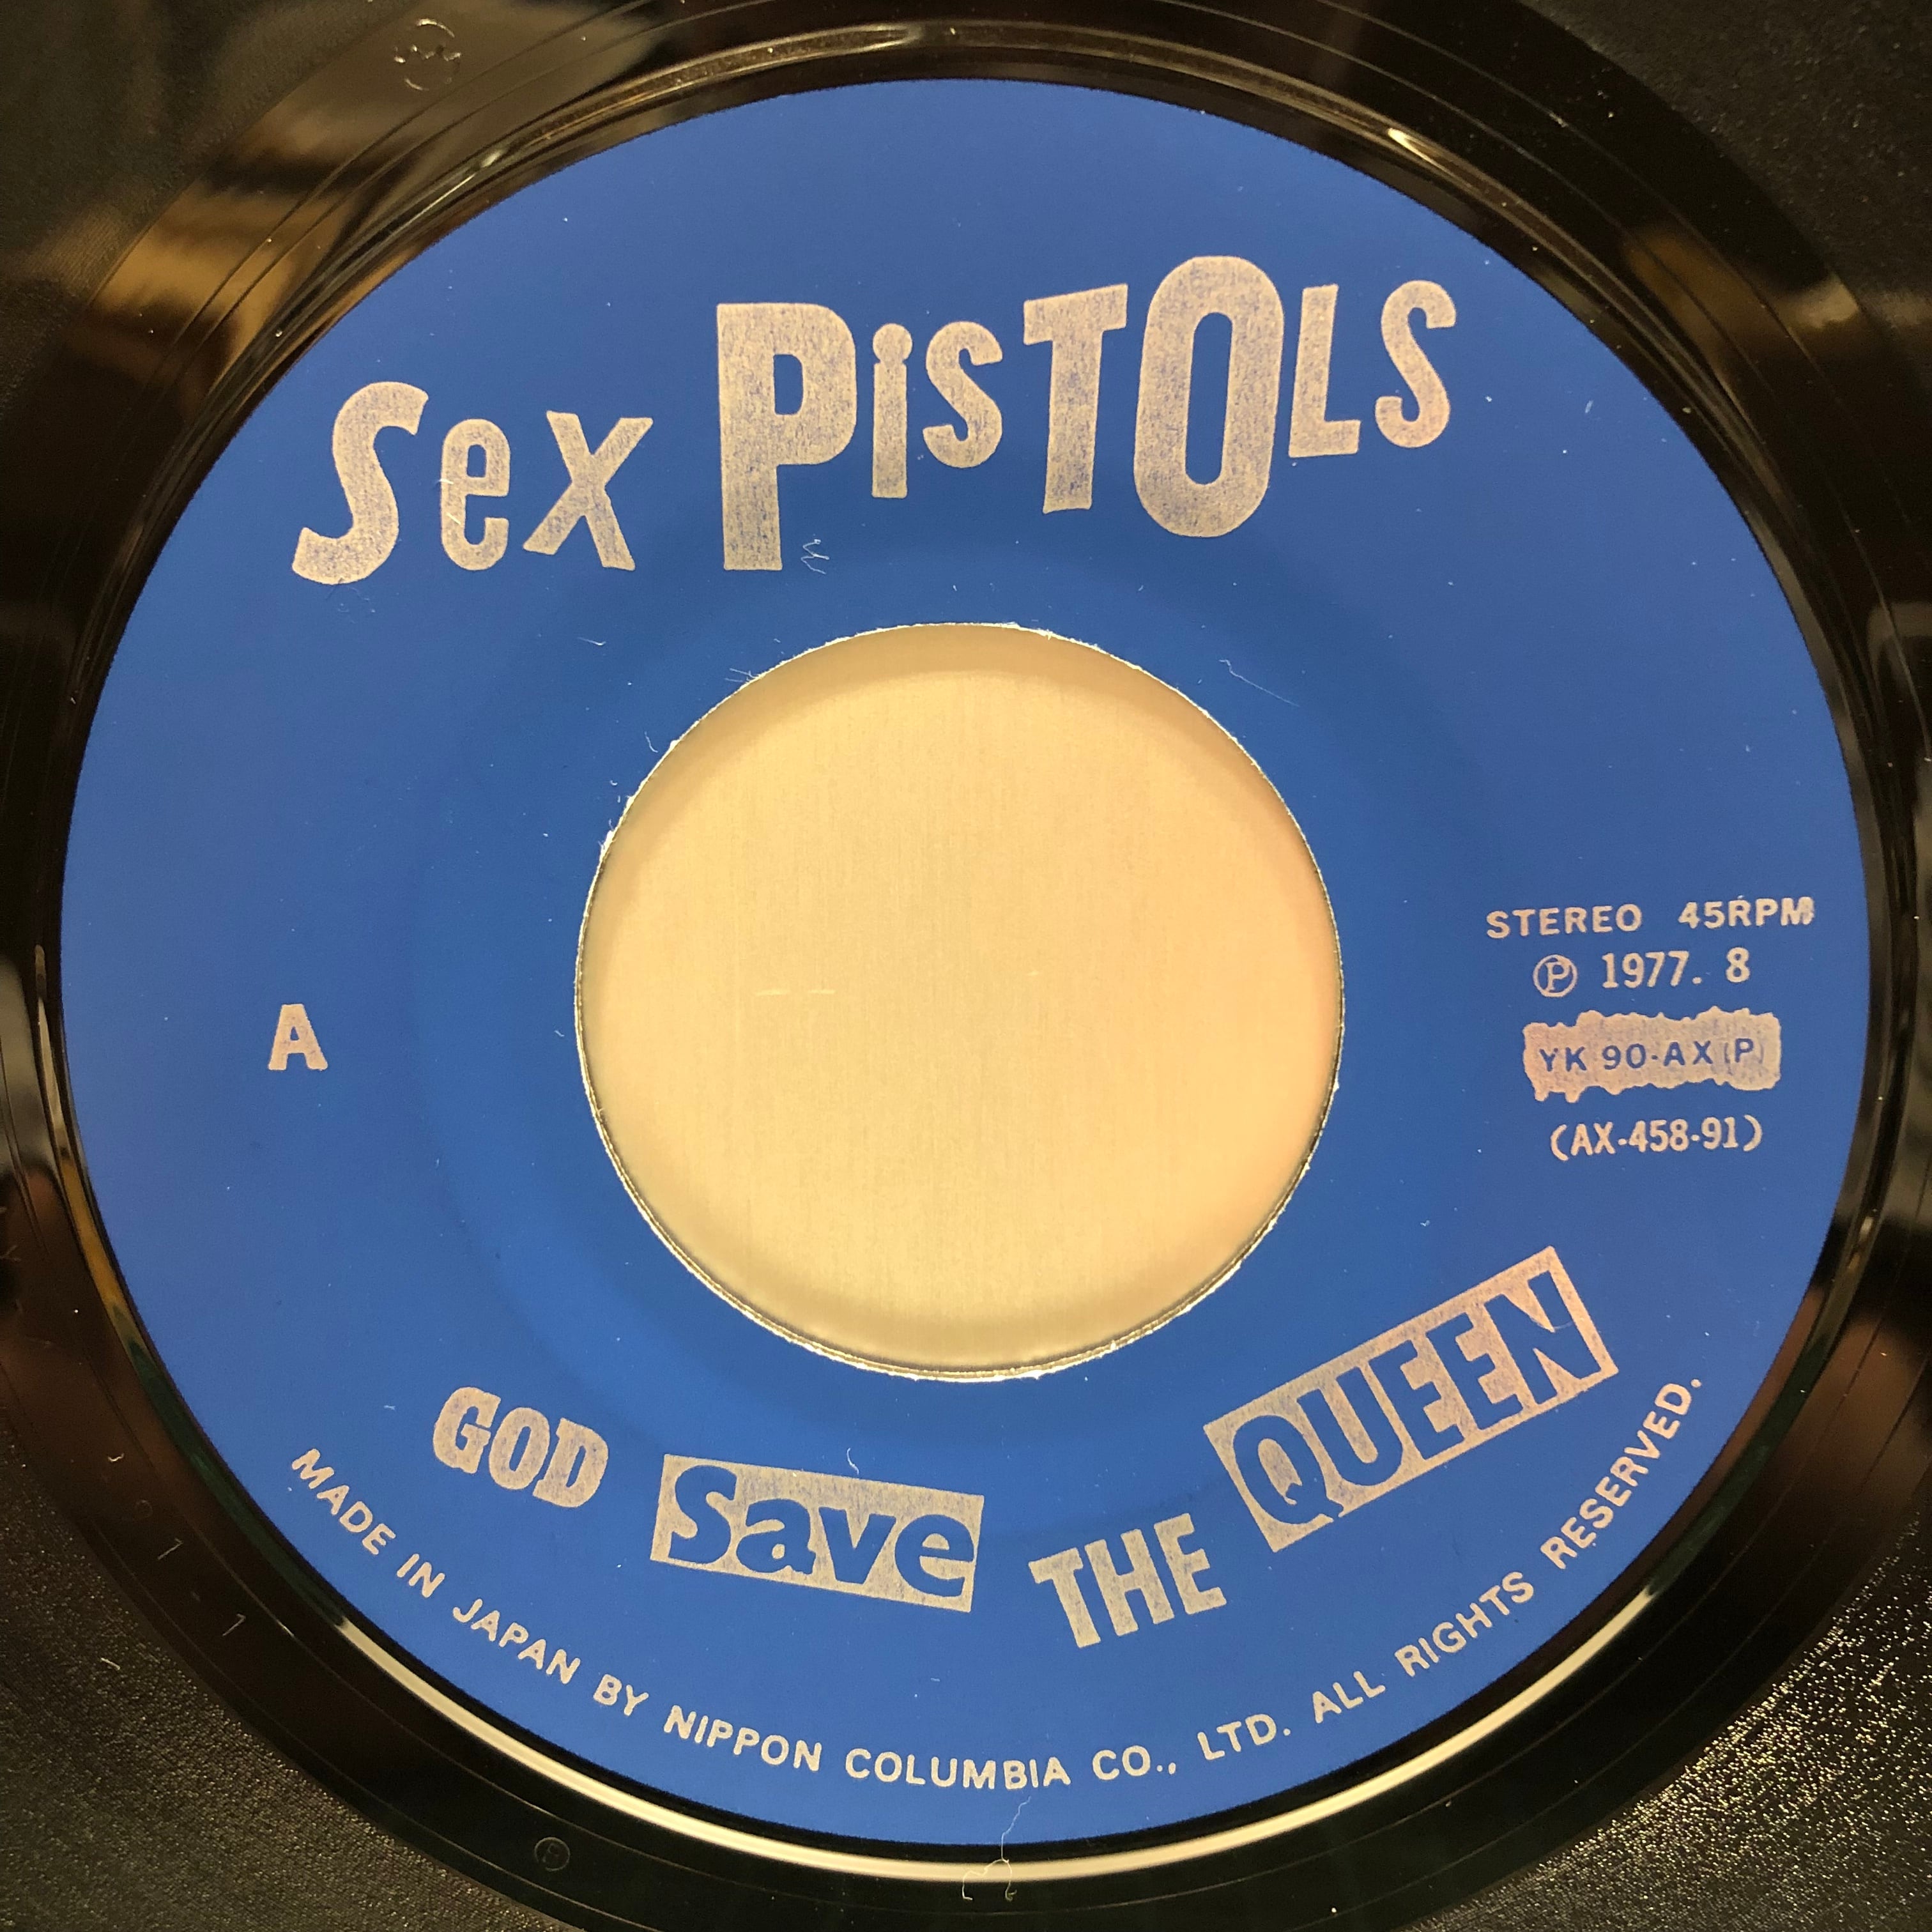 Sex PisTOLS
STEREO 45RPM
Ⓟ 1977. 8
A
YK 90-AX(P)
(AX-458-91)
GOD Save THE QUEEN
MADE IN JAPAN BY NIPPON COLUMBIA CO., LTD. ALL RIGHTS RESERVED.